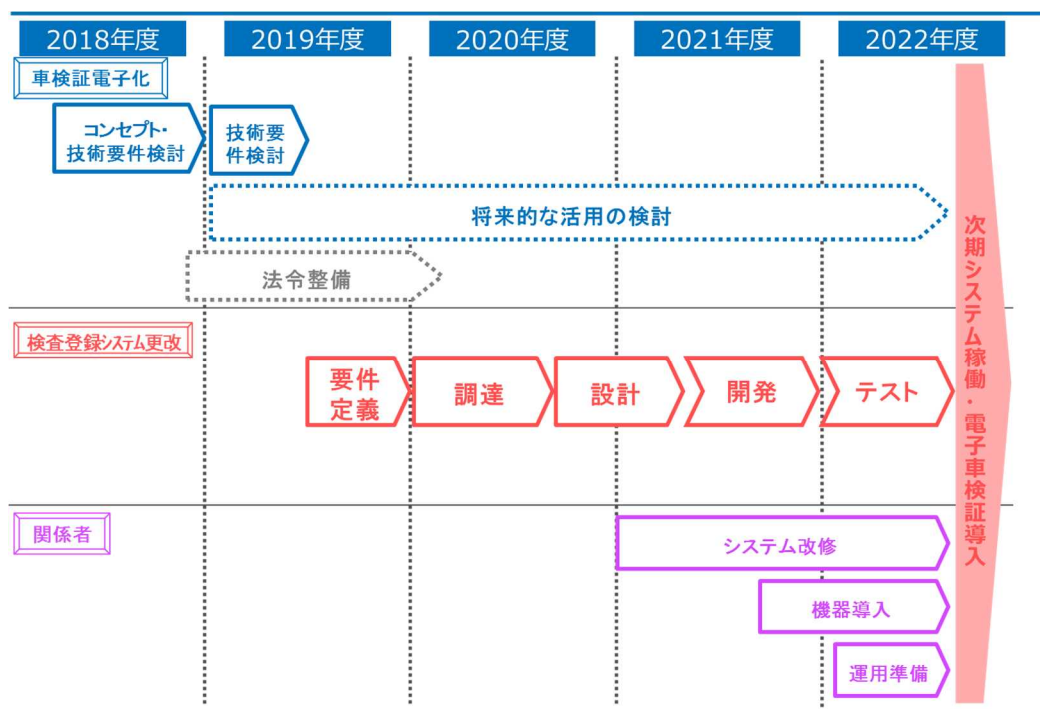 2018年度
2019年度
2020年度
2021年度
2022年度
車検証電子化
コンセプト・
技術要件検討
技術要
件検討
将来的な活用の検討
法令整備
検査登録システム更改
要件
定義
調達
設計
開発
テスト
関係者
システム改修
機器導入
運用準備
次期システム稼働・電子車検証導入